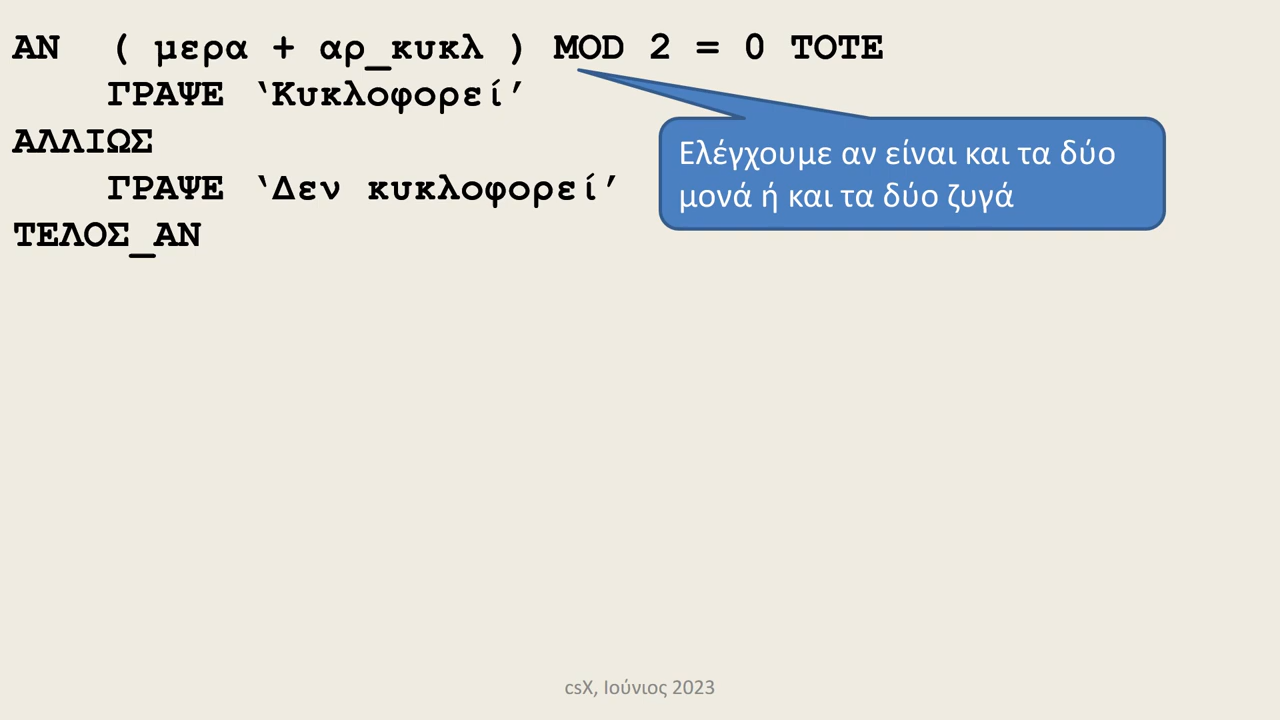 ΑΝ ( μερα + αρ_κυκλ ) MOD 2 = 0 ΤΟΤΕ
ΓΡΑΨΕ ‘Κυκλοφορεί’
ΑΛΛΙΩΣ
ΓΡΑΨΕ ‘Δεν κυκλοφορεί’
ΤΕΛΟΣ_ΑΝ
Ελέγχουμε αν είναι και τα δύο
μονά ή και τα δύο ζυγά
csX, Ιούνιος 2023